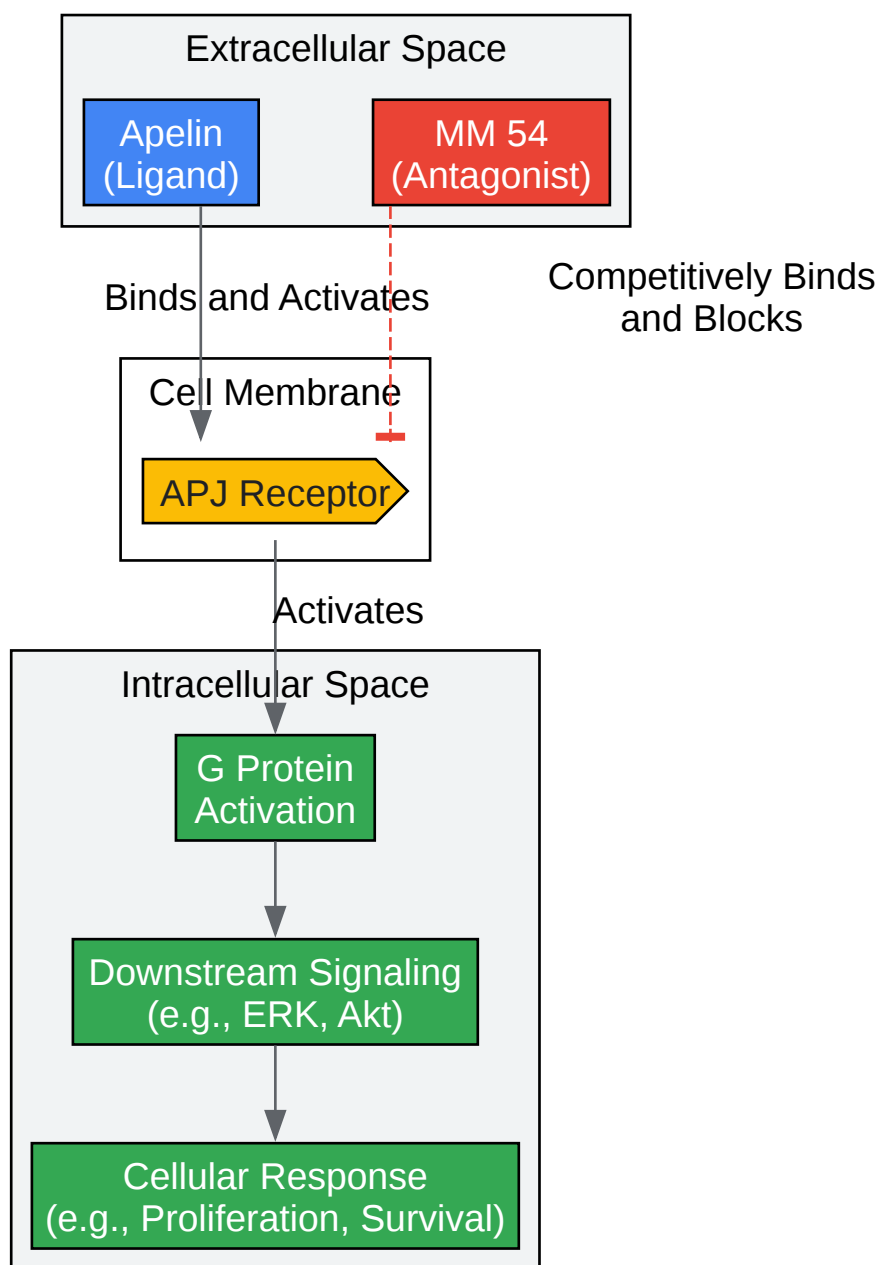 Extracellular Space
Apelin
(Ligand)
MM 54
(Antagonist)
Binds and Activates
Competitively Binds
and Blocks
Cell Membrane
APJ Receptor
Activates
Intracellular Space
G Protein
Activation
Downstream Signaling
(e.g., ERK, Akt)
Cellular Response
(e.g., Proliferation, Survival)